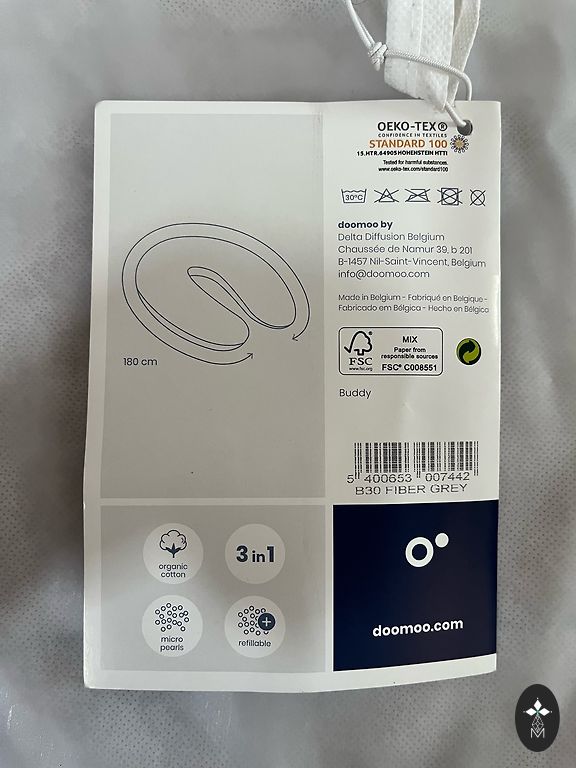 OEKO-TEX®
CONFIDENCE IN TEXTILES
STANDARD 100
15.HTR.64905 HOHENSTEIN HTTI
Tested for harmful substances.
www.oeko-tex.com/standard100
30°C
doomoo by
Delta Diffusion Belgium
Chaussée de Namur 39, b 201
B-1457 Nil-Saint-Vincent, Belgium
info@doomoo.com
Made in Belgium - Fabriqué en Belgique -
Fabricado em Bélgica - Hecho en Bélgica
180 cm
FSC
www.fsc.org
MIX
Paper from
responsible sources
FSC® C008551
Buddy
5 400653 007442
B30 FIBER GREY
organic
cotton
3 in 1
micro
pearls
refillable
doomoo.com
M